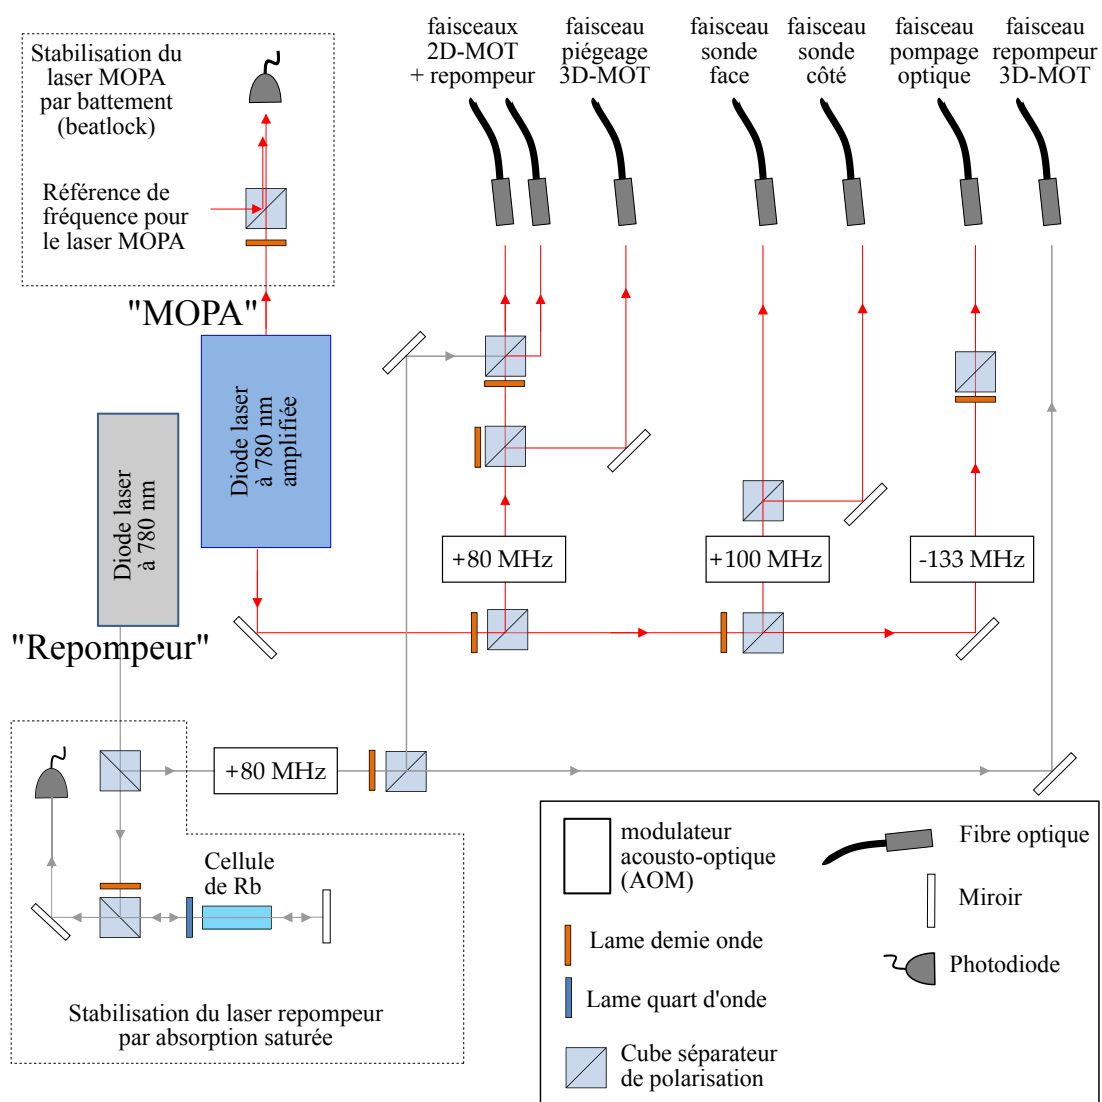 Stabilisation du
laser MOPA
par battement
(beatlock)
Référence de
fréquence pour
le laser MOPA
faisceaux
2D-MOT
+ repompeur
faisceau
piégeage
3D-MOT
faisceau
sonde
face
faisceau
sonde
côté
faisceau
pompage
optique
faisceau
repompeur
3D-MOT
"MOPA"
Diode laser
à 780 nm
amplifiée
Diode laser
à 780 nm
"Repompeur"
+80 MHz
+100 MHz
-133 MHz
+80 MHz
Cellule
de Rb
Stabilisation du laser repompeur
par absorption saturée
modulateur
acousto-optique
(AOM)
Fibre optique
Miroir
Lame demie onde
Photodiode
Lame quart d'onde
Cube séparateur
de polarisation